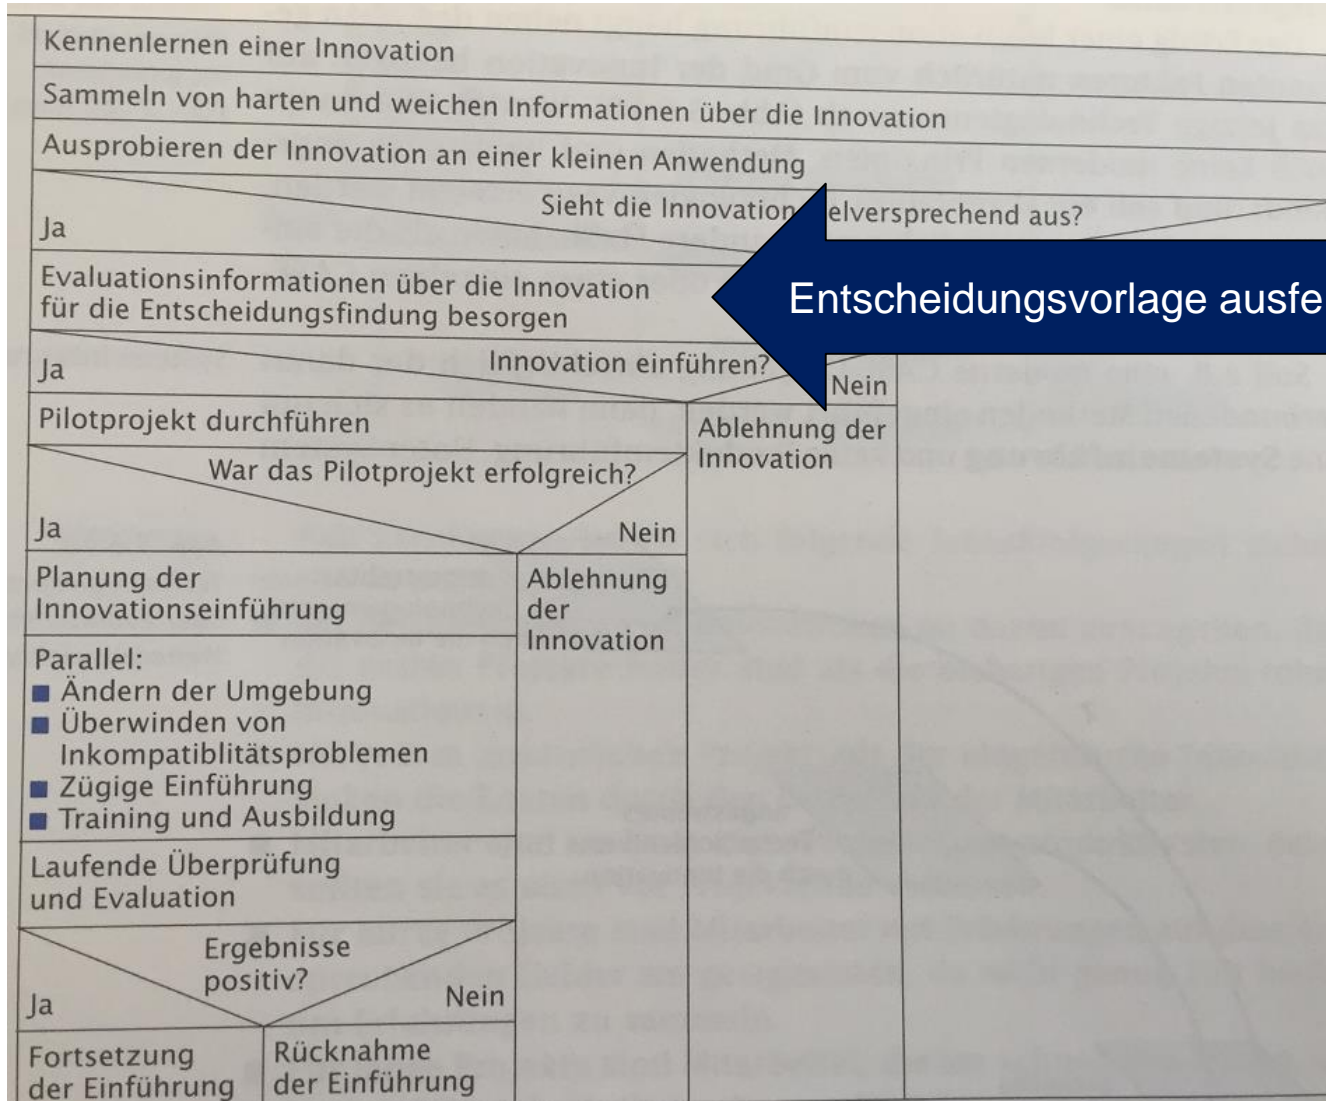 Kennenlernen einer Innovation
Sammeln von harten und weichen Informationen über die Innovation
Ausprobieren der Innovation an einer kleinen Anwendung
Sieht die Innovation elversprechend aus?
Ja
Evaluationsinformationen über die Innovation
für die Entscheidungsfindung besorgen
Entscheidungsvorlage ausfe
Innovation einführen?
Ja
Nein
Pilotprojekt durchführen
Ablehnung der
Innovation
War das Pilotprojekt erfolgreich?
Ja
Nein
Planung der
Innovationseinführung
Ablehnung
der
Innovation
Parallel:
■ Ändern der Umgebung
■ Überwinden von
Inkompatiblitätsproblemen
■ Zügige Einführung
■ Training und Ausbildung
Laufende Überprüfung
und Evaluation
Ergebnisse
positiv?
Ja
Nein
Fortsetzung
der Einführung
Rücknahme
der Einführung